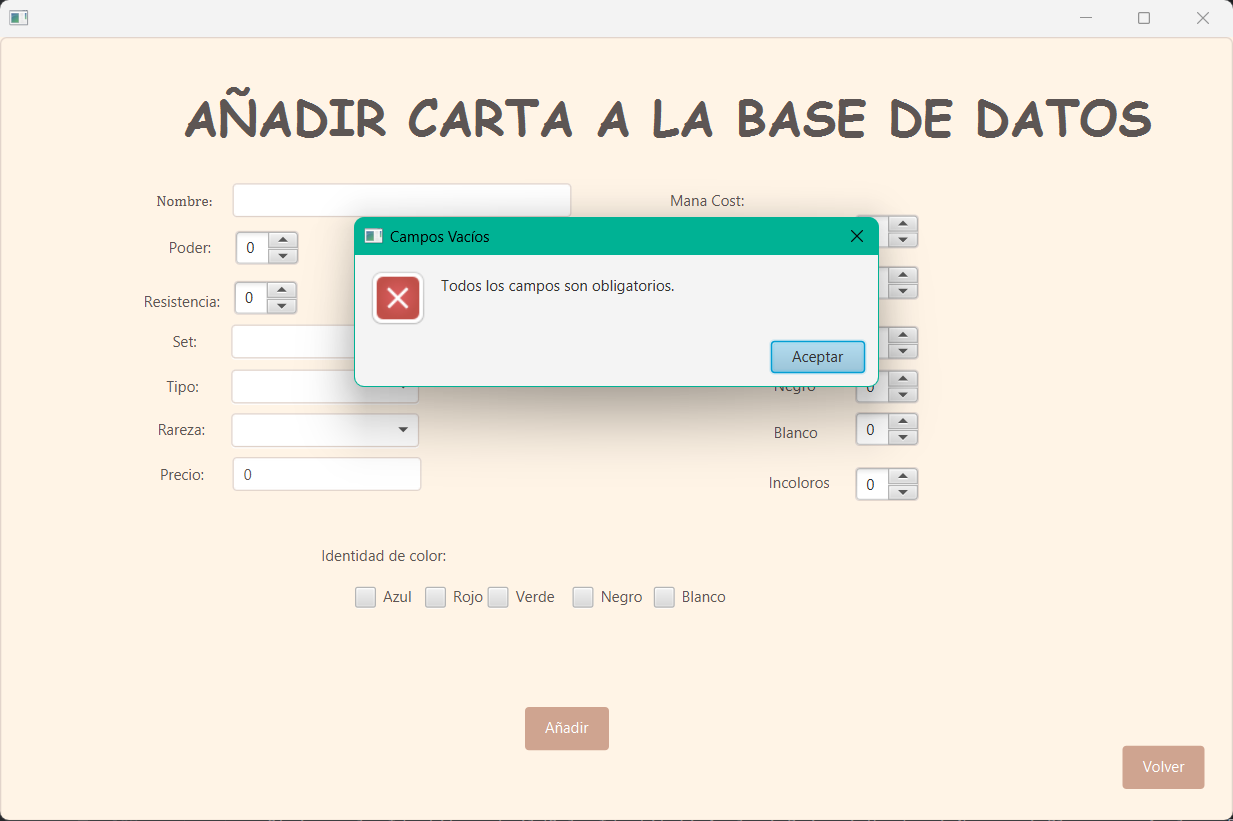 AÑADIR CARTA A LA BASE DE DATOS
Nombre:
Mana Cost:
Poder: 0
Campos Vacíos
Todos los campos son obligatorios.
Aceptar
Resistencia: 0
Set:
Tipo:
Negro 0
Rareza:
Blanco 0
Precio: 0
Incoloros 0
Identidad de color:
Azul Rojo Verde Negro Blanco
Añadir
Volver